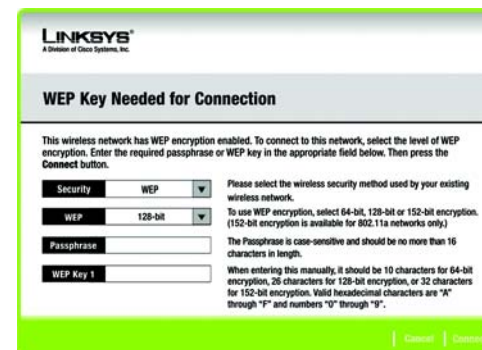 LINKSYS®
A Division of Cisco Systems, Inc.
WEP Key Needed for Connection
This wireless network has WEP encryption enabled. To connect to this network, select the level of WEP
encryption. Enter the required passphrase or WEP key in the appropriate field below. Then press the
Connect button.
Security WEP
Please select the wireless security method used by your existing
wireless network.
WEP 128-bit
To use WEP encryption, select 64-bit, 128-bit or 152-bit encryption.
(152-bit encryption is available for 802.11a networks only.)
Passphrase
The Passphrase is case-sensitive and should be no more than 16
characters in length.
WEP Key 1
When entering this manually, it should be 10 characters for 64-bit
encryption, 26 characters for 128-bit encryption, or 32 characters
for 152-bit encryption. Valid hexadecimal characters are "A"
through "F" and numbers "0" through "9".
Cancel